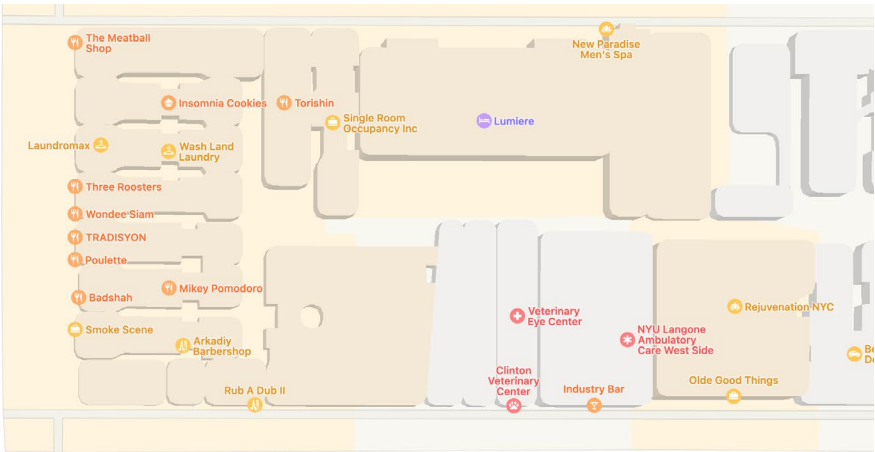 The Meatball
Shop
New Paradise
Men's Spa
Insomnia Cookies
Torishin
Single Room
Occupancy Inc
Lumiere
Laundromax
Wash Land
Laundry
Three Roosters
Wondee Siam
TRADISYON
Poulette
Badshah
Mikey Pomodoro
Smoke Scene
Arkadiy
Barbershop
Rub A Dub II
Veterinary
Eye Center
Clinton
Veterinary
Center
Industry Bar
NYU Langone
Ambulatory
Care West Side
Rejuvenation NYC
Olde Good Things